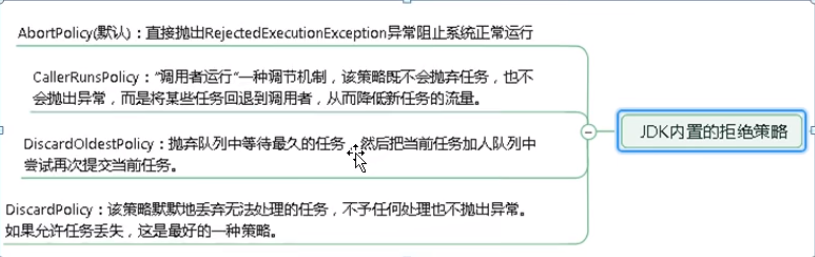 AbortPolicy(默认)：直接抛出RejectedExecutionException异常阻止系统正常运行
CallerRunsPolicy："调用者运行"一种调节机制，该策略既不会抛弃任务，也不
会抛出异常，而是将某些任务回退到调用者，从而降低新任务的流量。
DiscardOldestPolicy：抛弃队列中等待最久的任务，然后把当前任务加人队列中
尝试再次提交当前任务。
DiscardPolicy：该策略默默地丢弃无法处理的任务，不予任何处理也不抛出异常。
如果允许任务丢失，这是最好的一种策略。
JDK内置的拒绝策略